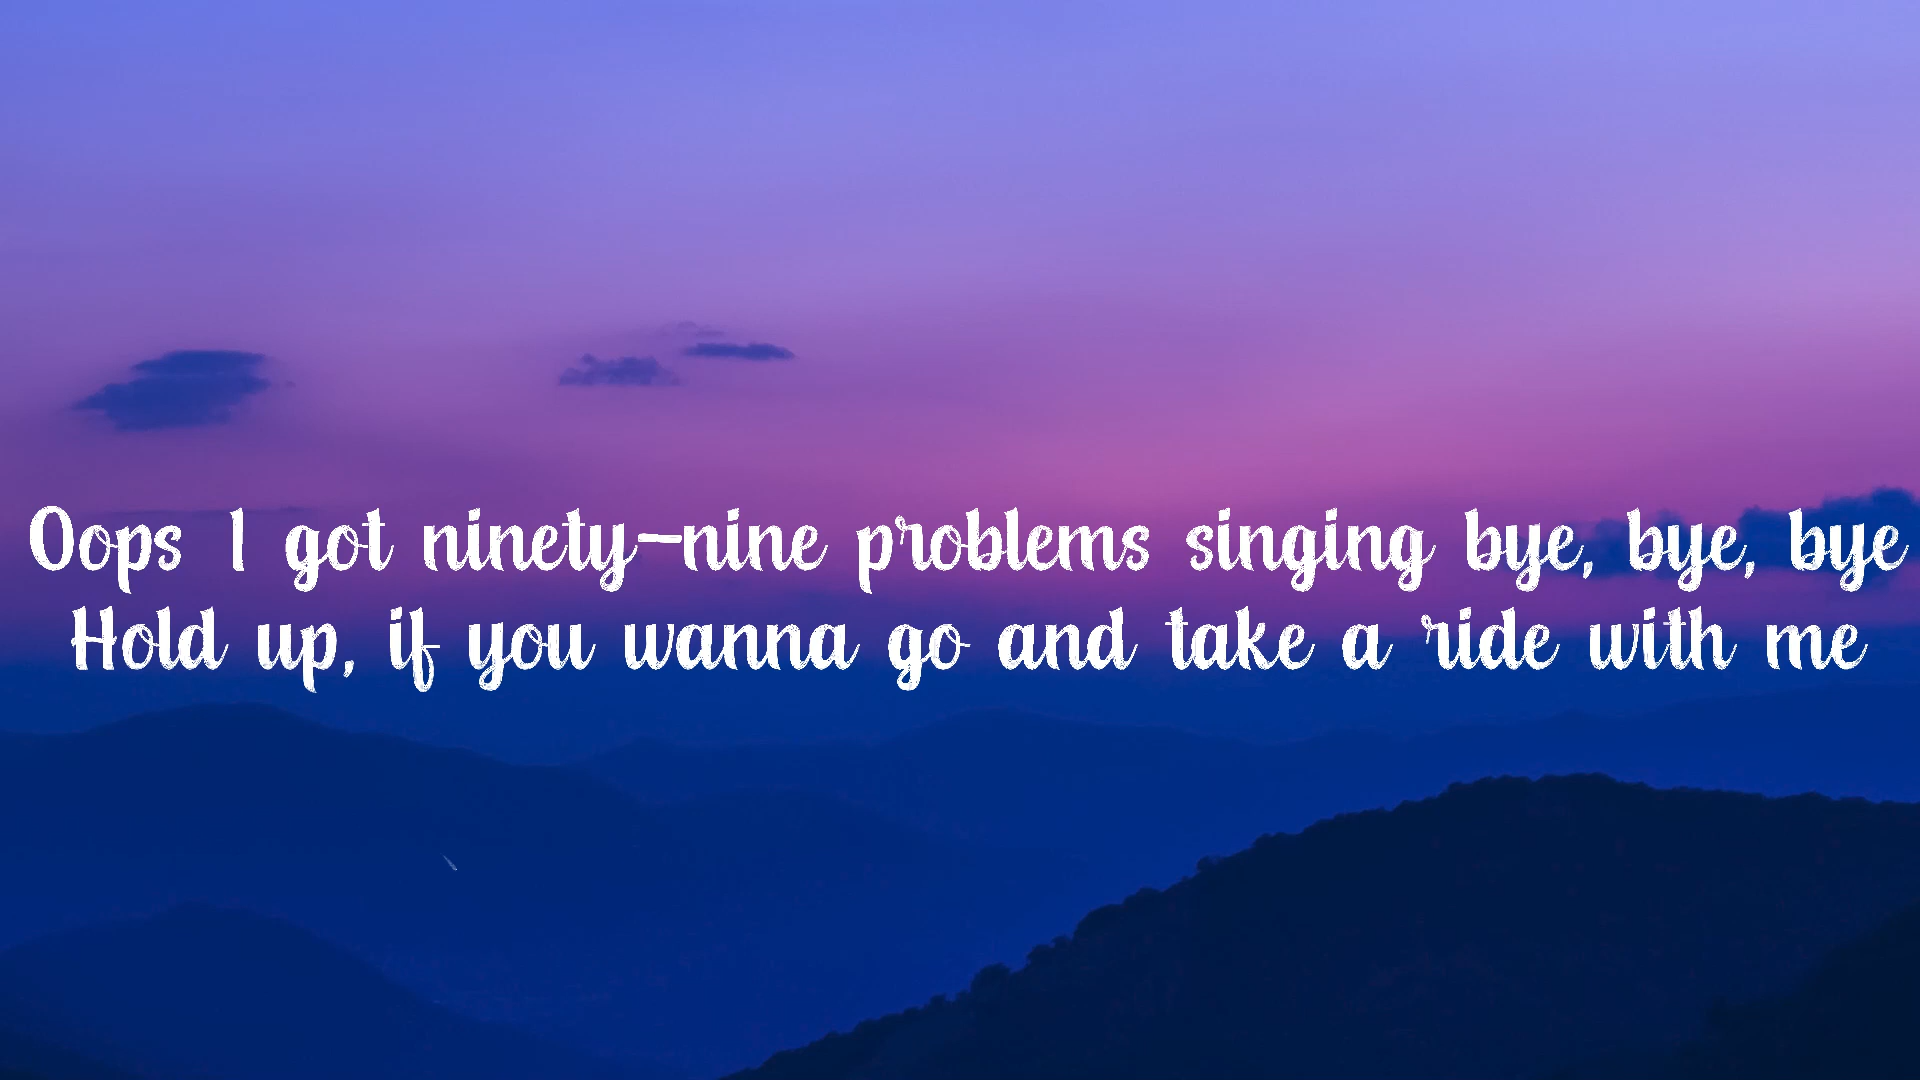 Oops I got ninety-nine problems singing bye, bye, bye
Hold up, if you wanna go and take a ride with me